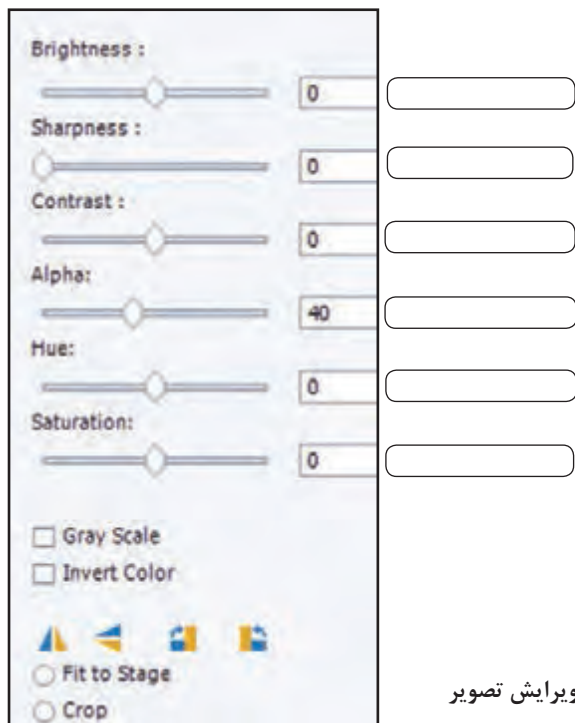 Brightness :
0
Sharpness :
0
Contrast :
0
Alpha:
40
Hue:
0
Saturation:
0
Gray Scale
Invert Color
Fit to Stage
Crop
ویرایش تصویر